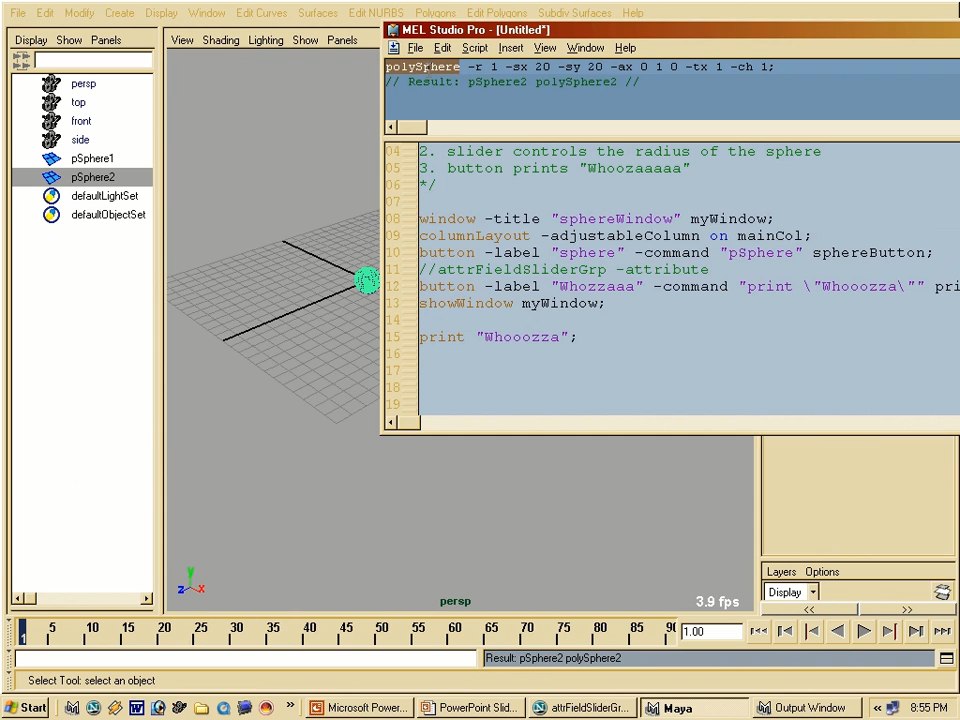 File Edit Modify Create Display Window Edit Curves Surfaces Edit NURBS Polygons Edit Polygons Subdiv Surfaces Help
MEL Studio Pro - [Untitled*]
Display Show Panels
View Shading Lighting Show Panels
File Edit Script Insert View Window Help
polySphere -r 1 -sx 20 -sy 20 -ax 0 1 0 -tx 1 -ch 1;
// Result: pSphere2 polySphere2 //
persp
top
front
side
pSphere1
pSphere2
defaultLightSet
defaultObjectSet
04 2. slider controls the radius of the sphere
05 3. button prints "Whoozaaaaa"
06 */
07
08 window -title "sphereWindow" myWindow;
09 columnLayout -adjustableColumn on mainCol;
10 button -label "sphere" -command "pSphere" sphereButton;
11 //attrFieldSliderGrp -attribute
12 button -label "Whozzaaa" -command "print \"Whooozza\"" pri
13 showWindow myWindow;
14
15 print "Whooozza";
16
17
18
19
z y x
persp
3.9 fps
Layers Options
Display
<< >>
1 5 10 15 20 25 30 35 40 45 50 55 60 65 70 75 80 85 90
1.00
Result: pSphere2 polySphere2
Select Tool: select an object
Start
Microsoft Power...
PowerPoint Slid...
attrFieldSliderGr...
Maya
Output Window
8:55 PM